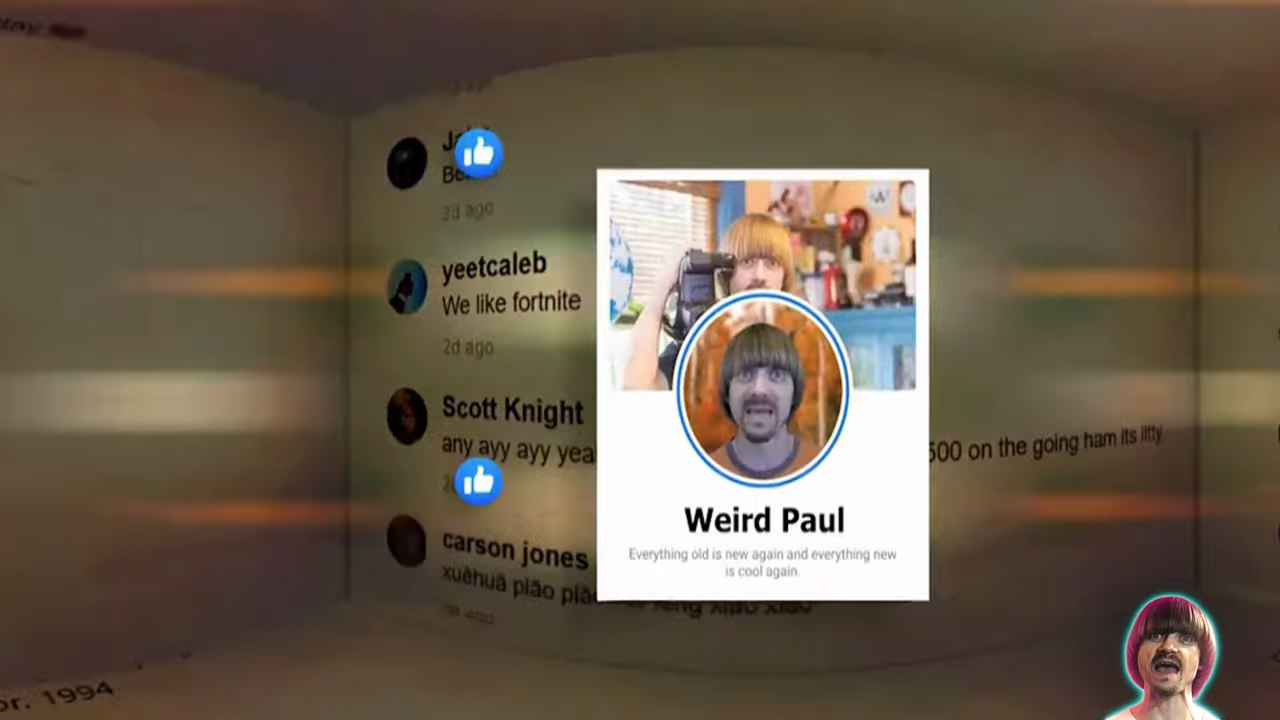 2d ago
yeetcaleb
We like fortnite
2d ago
Scott Knight
any ayy ayy yea
500 on the going ham its litty
carson jones
xuěhuā piāo
Weird Paul
Everything old is new again and everything new
is cool again.
1994